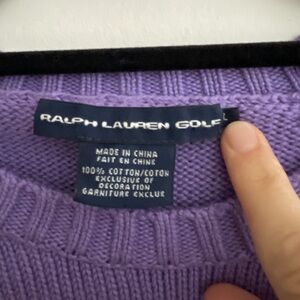 RALPH LAUREN GOLF
MADE IN CHINA
FAIT EN CHINE
100% COTTON/COTON
EXCLUSIVE OF
DECORATION
GARNITURE EXCLUE